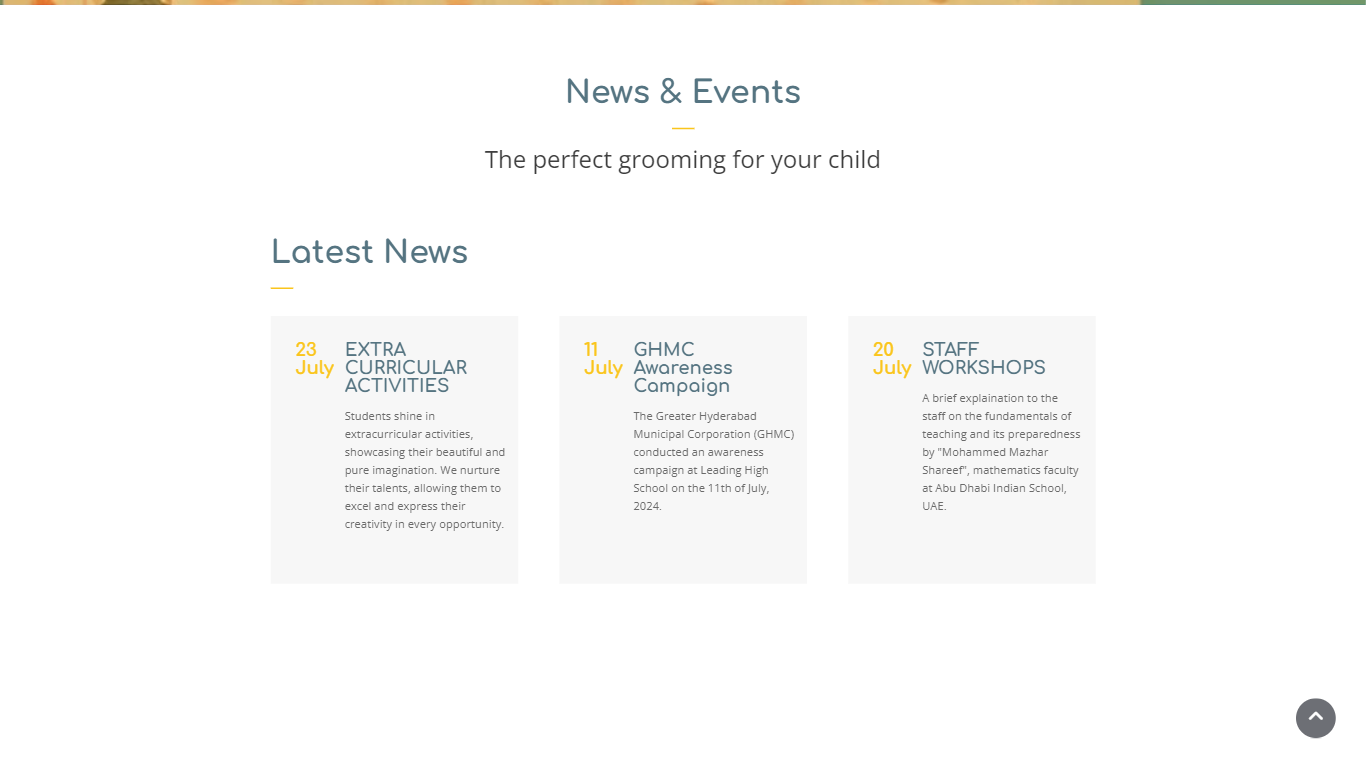 News & Events
The perfect grooming for your child
Latest News
23
July
EXTRA
CURRICULAR
ACTIVITIES
Students shine in
extracurricular activities,
showcasing their beautiful and
pure imagination. We nurture
their talents, allowing them to
excel and express their
creativity in every opportunity.
11
July
GHMC
Awareness
Campaign
The Greater Hyderabad
Municipal Corporation (GHMC)
conducted an awareness
campaign at Leading High
School on the 11th of July,
2024.
20
July
STAFF
WORKSHOPS
A brief explaination to the
staff on the fundamentals of
teaching and its preparedness
by "Mohammed Mazhar
Shareef", mathematics faculty
at Abu Dhabi Indian School,
UAE.